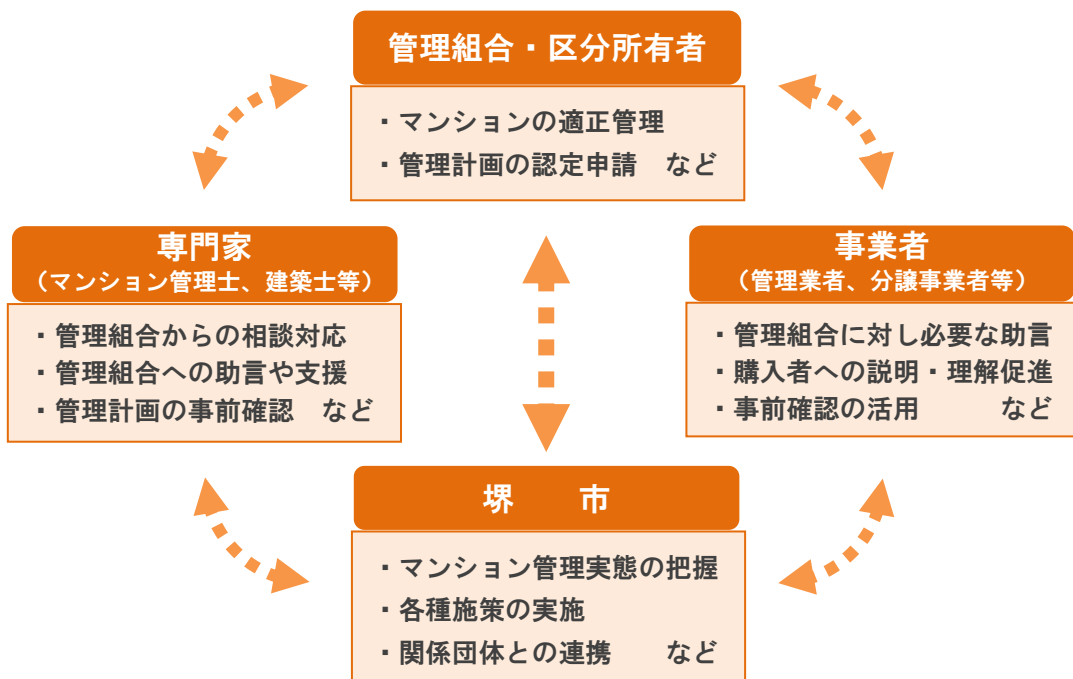 管理組合・区分所有者
・マンションの適正管理
・管理計画の認定申請　など
専門家
（マンション管理士、建築士等）
・管理組合からの相談対応
・管理組合への助言や支援
・管理計画の事前確認　など
事業者
（管理業者、分譲事業者等）
・管理組合に対し必要な助言
・購入者への説明・理解促進
・事前確認の活用　　　など
堺　　市
・マンション管理実態の把握
・各種施策の実施
・関係団体との連携　　など